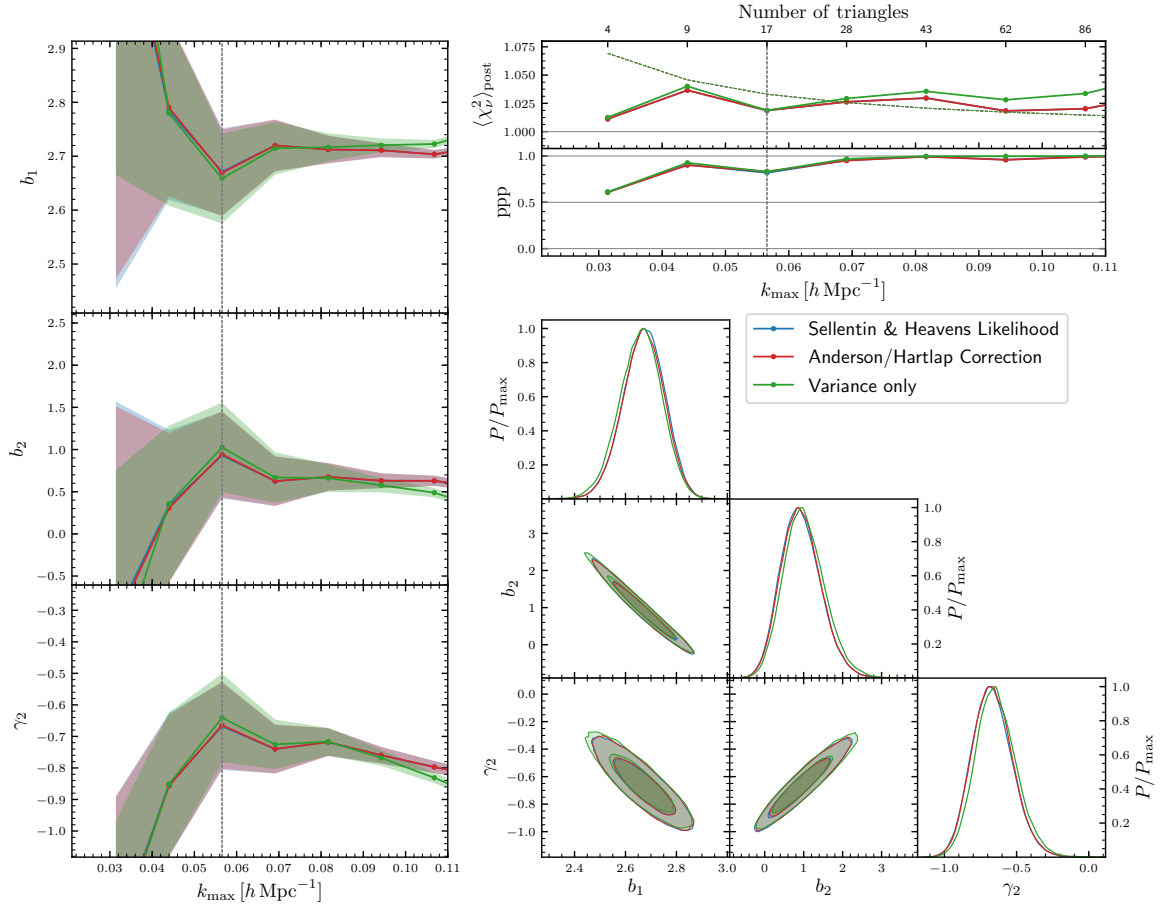 2.9
2.8
2.7
2.6
2.5
b₁
2.5
2.0
1.5
1.0
0.5
0.0
−0.5
b₂
−0.3
−0.4
−0.5
−0.6
−0.7
−0.8
−0.9
−1.0
γ₂
0.03 0.04 0.05 0.06 0.07 0.08 0.09 0.10 0.11
k_max [h Mpc⁻¹]
Number of triangles
4 9 17 28 43 62 86
1.075
1.050
1.025
1.000
⟨χ²_ν⟩_post
1.0
0.5
0.0
ppp
0.03 0.04 0.05 0.06 0.07 0.08 0.09 0.10 0.11
k_max [h Mpc⁻¹]
Sellentin & Heavens Likelihood
Anderson/Hartlap Correction
Variance only
1.0
0.8
0.6
0.4
0.2
P/P_max
3
2
1
0
b₂
1.0
0.8
0.6
0.4
0.2
P/P_max
0.0
−0.2
−0.4
−0.6
−0.8
−1.0
γ₂
1.0
0.8
0.6
0.4
0.2
P/P_max
2.4 2.6 2.8 3.0
b₁
0 1 2 3
b₂
−1.0 −0.5 0.0
γ₂